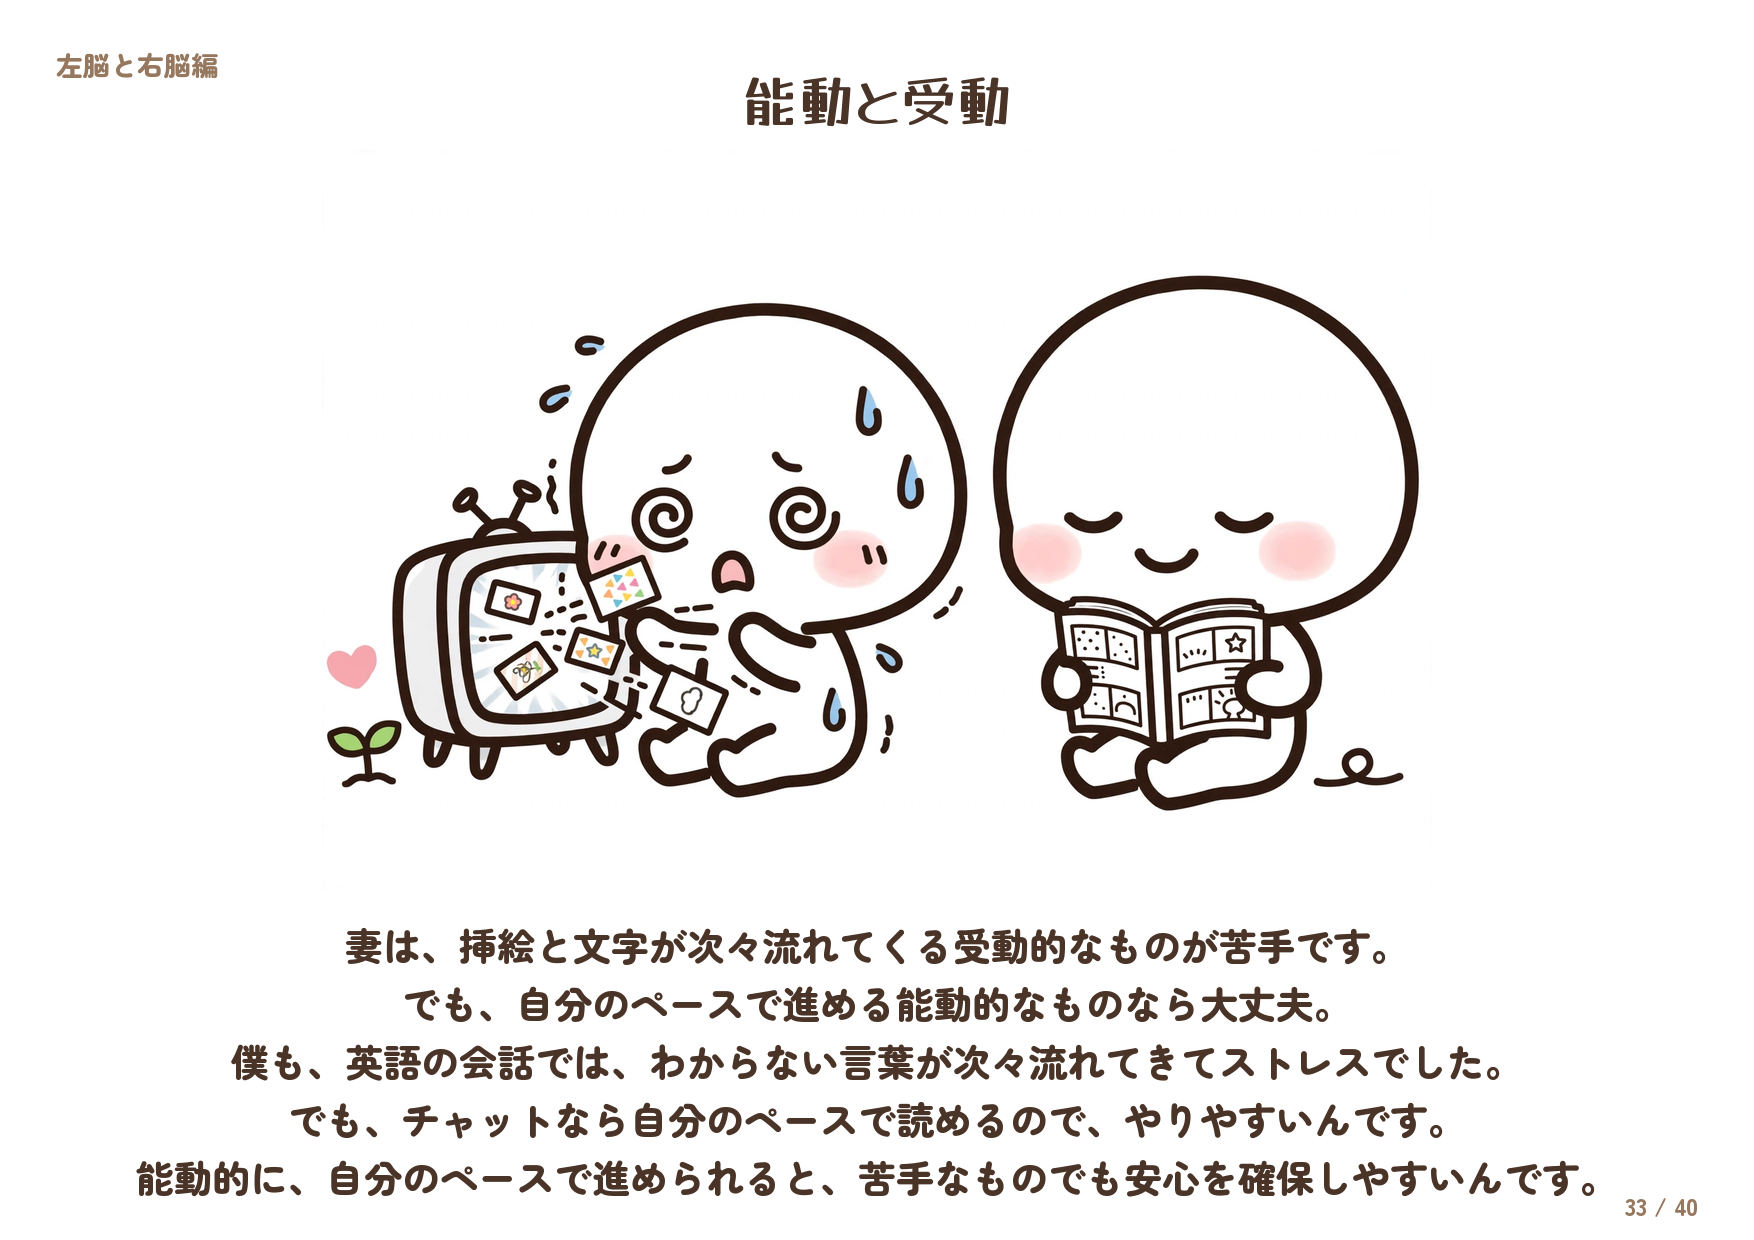 左脳と右脳編
能動と受動
妻は、挿絵と文字が次々流れてくる受動的なものが苦手です。
でも、自分のペースで進める能動的なものなら大丈夫。
僕も、英語の会話では、わからない言葉が次々流れてきてストレスでした。
でも、チャットなら自分のペースで読めるので、やりやすいんです。
能動的に、自分のペースで進められると、苦手なものでも安心を確保しやすいんです。
33 / 40